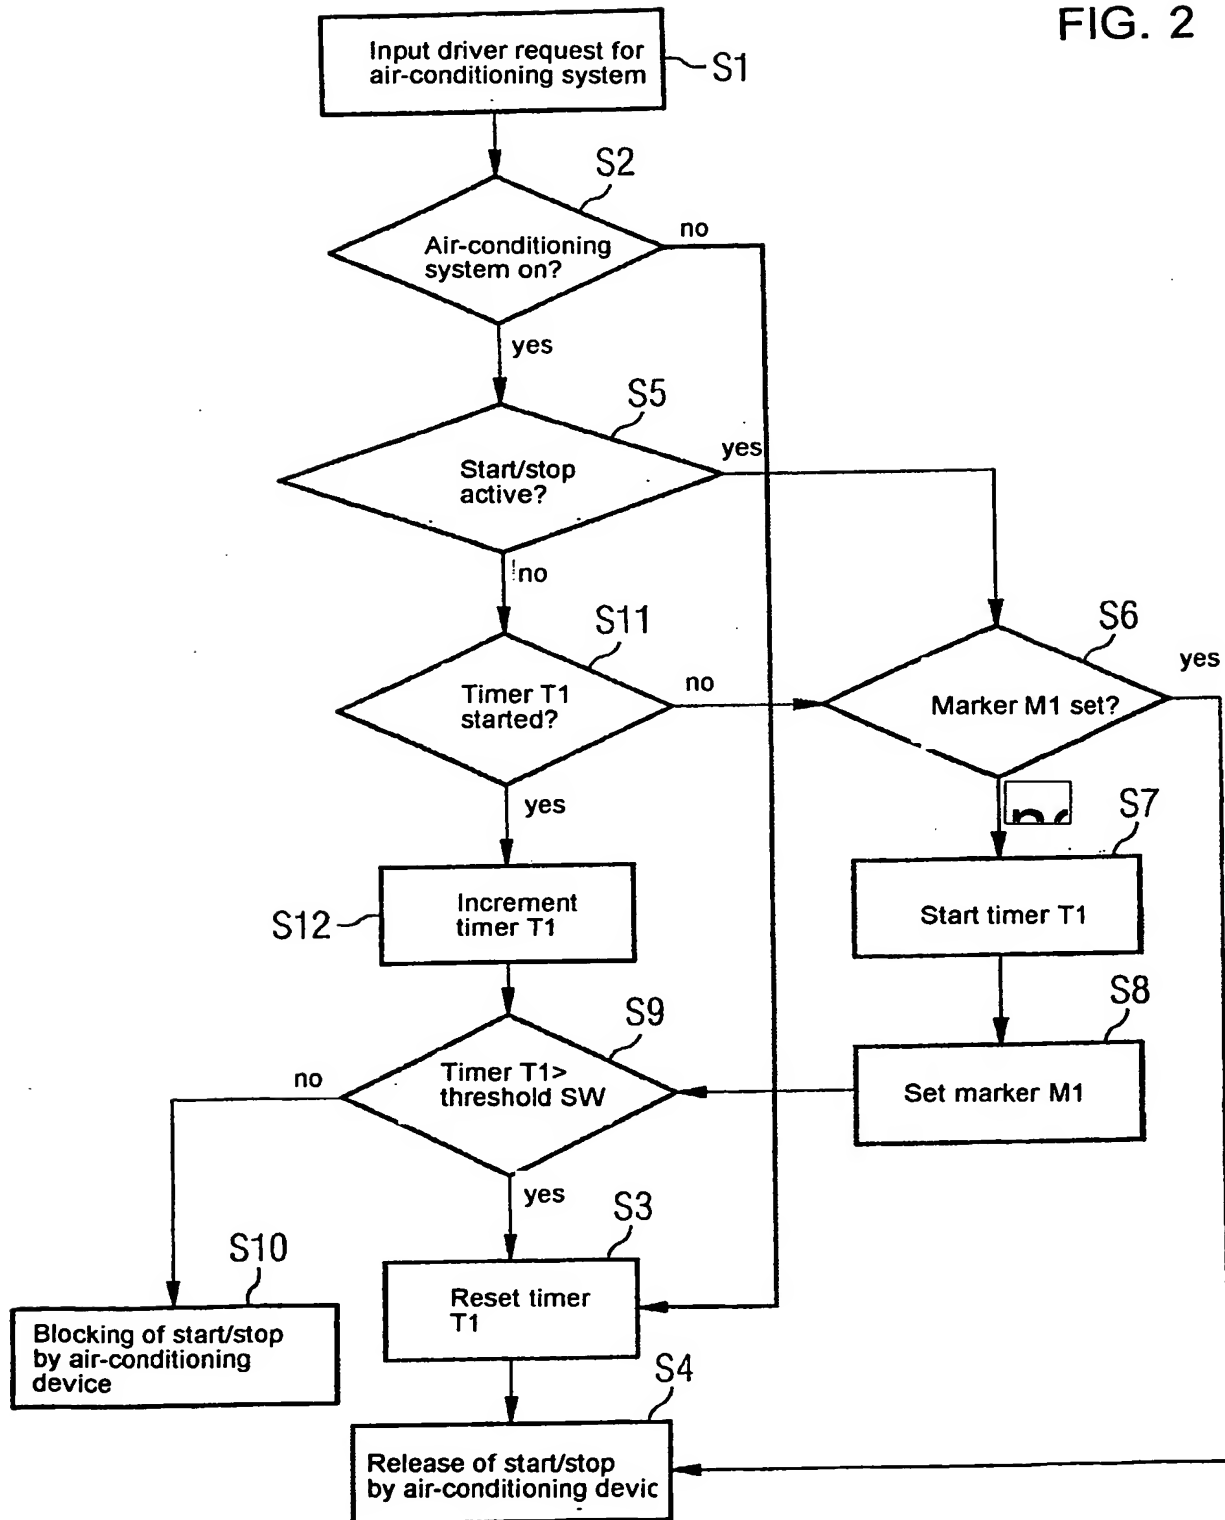 FIG. 2
Input driver request for
air-conditioning system
S1
S2
no
Air-conditioning
system on?
yes
S5
yes
Start/stop
active?
no
S11
S6
yes
no
Timer T1
started?
Marker M1 set?
yes
S7
Increment
timer T1
S12
Start timer T1
S9
S8
no
Timer T1>
threshold SW
Set marker M1
yes
S3
S10
Reset timer
T1
Blocking of start/stop
by air-conditioning
device
S4
Release of start/stop
by air-conditioning devic